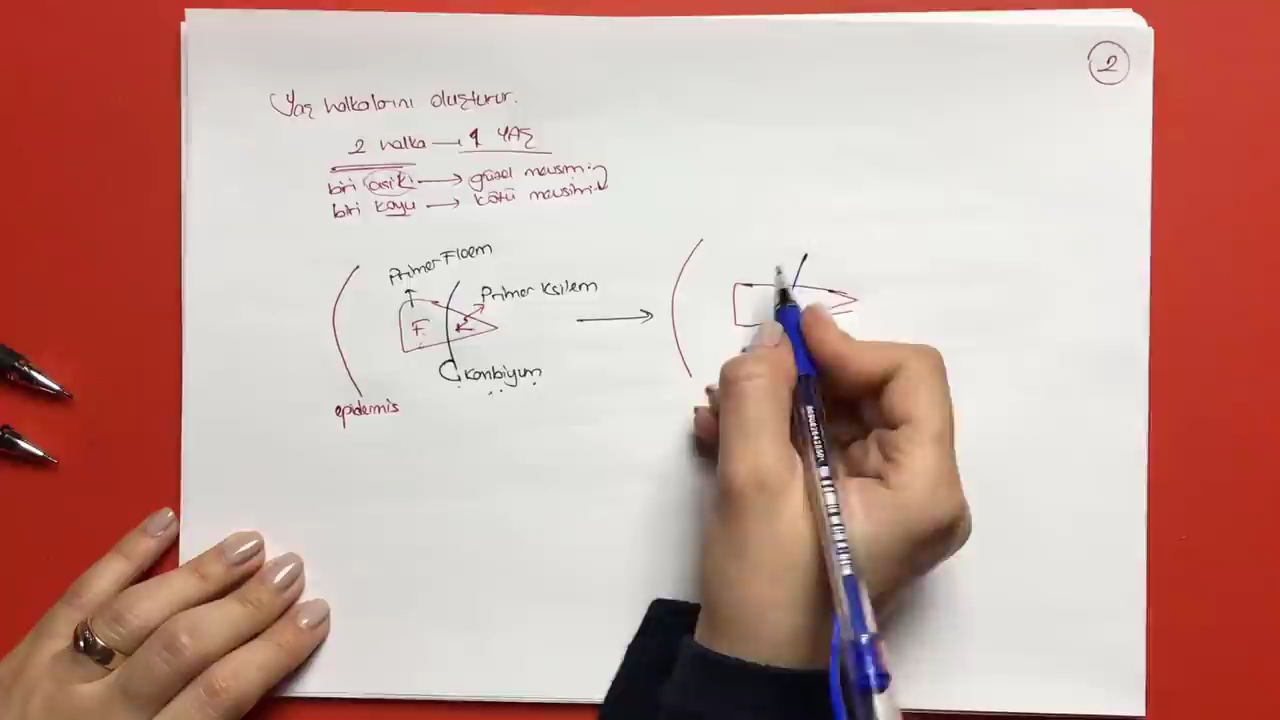 2
Yaş halkalarını oluşturur.
2 halka → 1 YAŞ
biri açık → güzel mevsim
biri koyu → kötü mevsim
Primer Floem
Primer Ksilem
F.
K
Kambiyum
epidermis